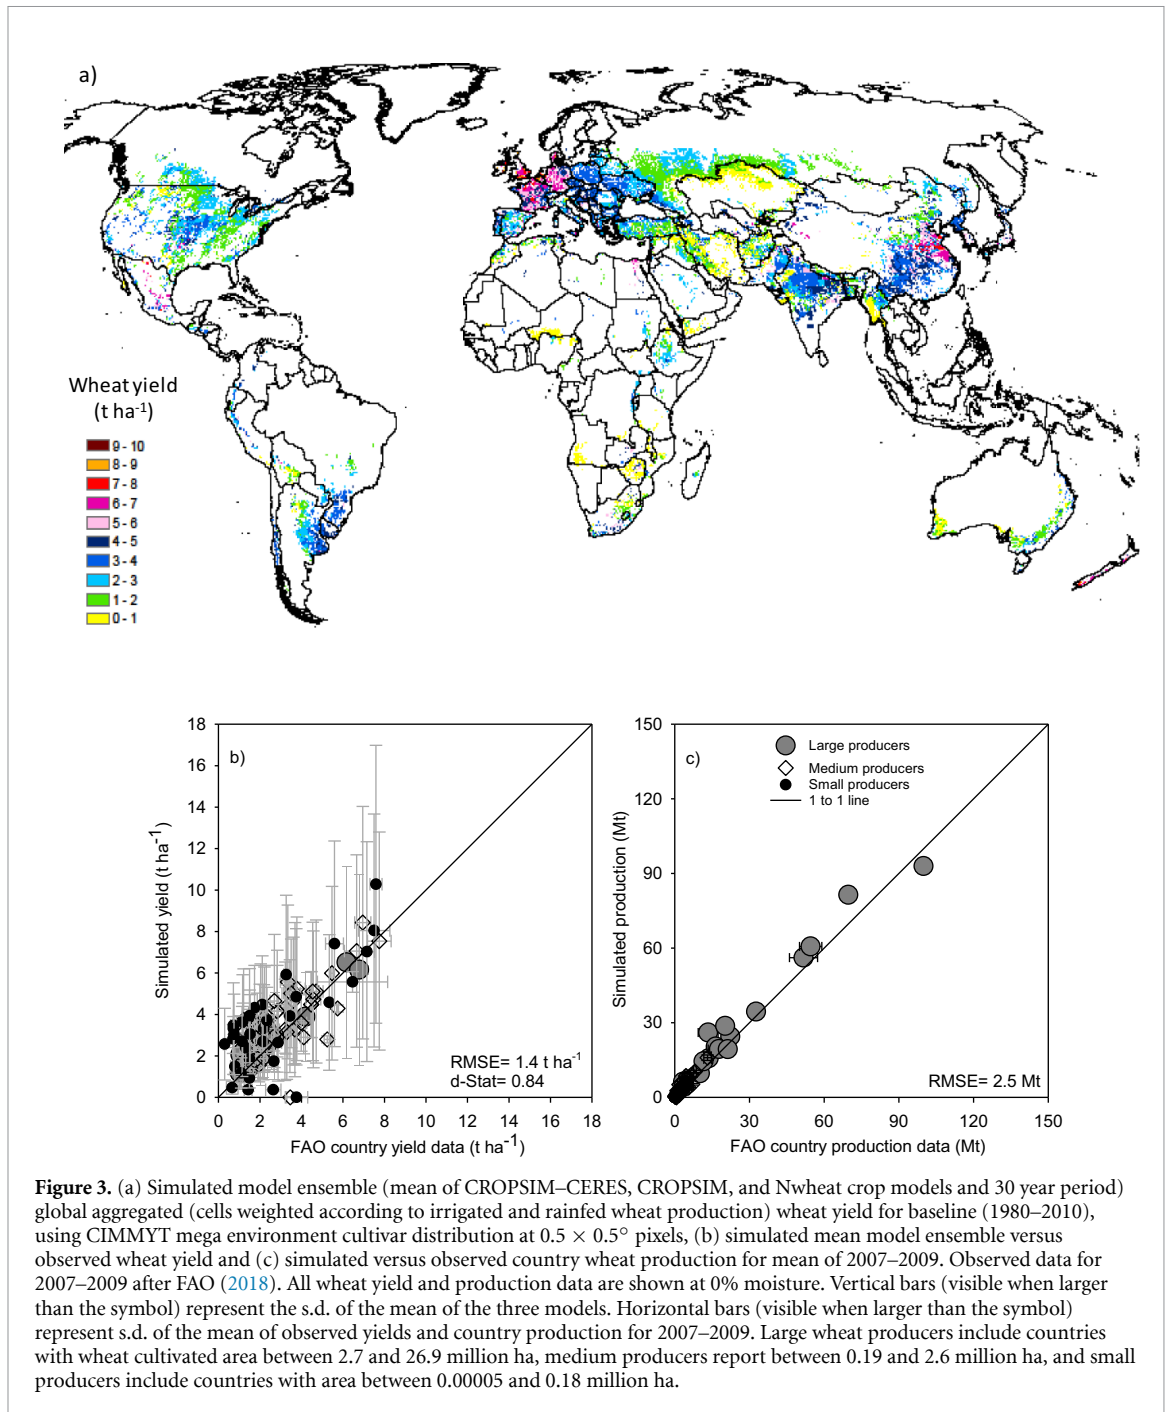 a)
Wheat yield
(t ha⁻¹)
9 - 10
8 - 9
7 - 8
6 - 7
5 - 6
4 - 5
3 - 4
2 - 3
1 - 2
0 - 1
b)
18
16
14
12
10
8
6
4
2
0
Simulated yield (t ha⁻¹)
RMSE= 1.4 t ha⁻¹
d-Stat= 0.84
0 2 4 6 8 10 12 14 16 18
FAO country yield data (t ha⁻¹)
c)
150
120
90
60
30
0
Simulated production (Mt)
Large producers
Medium producers
Small producers
1 to 1 line
RMSE= 2.5 Mt
0 30 60 90 120 150
FAO country production data (Mt)
Figure 3. (a) Simulated model ensemble (mean of CROPSIM–CERES, CROPSIM, and Nwheat crop models and 30 year period)
global aggregated (cells weighted according to irrigated and rainfed wheat production) wheat yield for baseline (1980–2010),
using CIMMYT mega environment cultivar distribution at 0.5 × 0.5° pixels, (b) simulated mean model ensemble versus
observed wheat yield and (c) simulated versus observed country wheat production for mean of 2007–2009. Observed data for
2007–2009 after FAO (2018). All wheat yield and production data are shown at 0% moisture. Vertical bars (visible when larger
than the symbol) represent the s.d. of the mean of the three models. Horizontal bars (visible when larger than the symbol)
represent s.d. of the mean of observed yields and country production for 2007–2009. Large wheat producers include countries
with wheat cultivated area between 2.7 and 26.9 million ha, medium producers report between 0.19 and 2.6 million ha, and small
producers include countries with area between 0.00005 and 0.18 million ha.